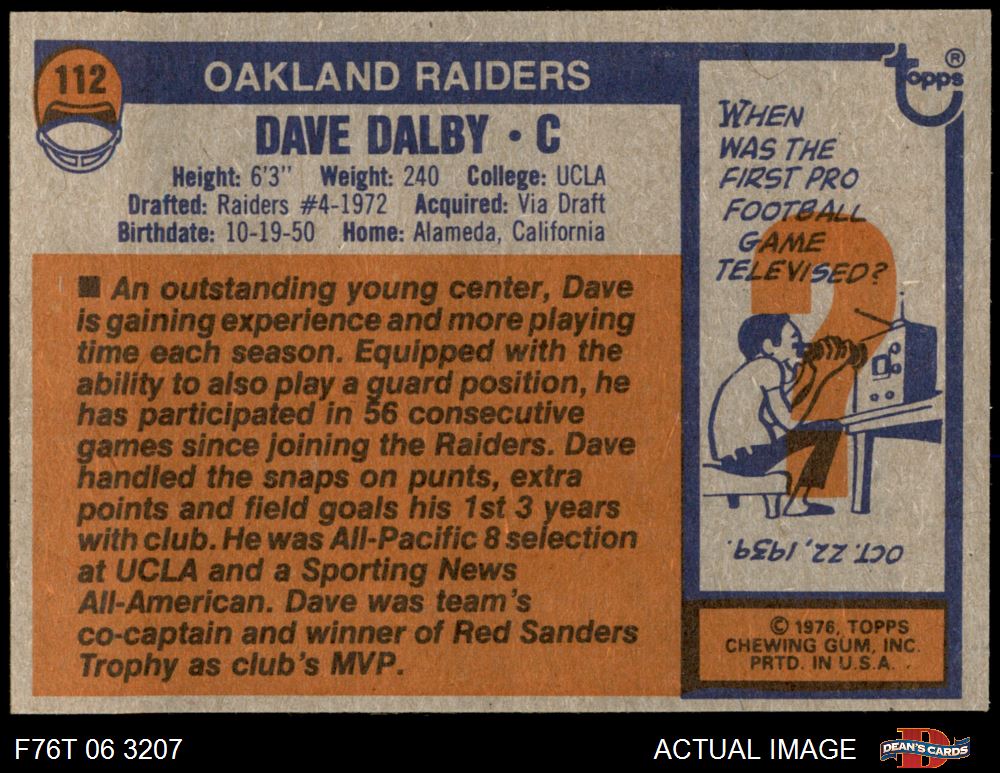 112
OAKLAND RAIDERS
DAVE DALBY • C
Height: 6'3" Weight: 240 College: UCLA
Drafted: Raiders #4-1972 Acquired: Via Draft
Birthdate: 10-19-50 Home: Alameda, California
■ An outstanding young center, Dave
is gaining experience and more playing
time each season. Equipped with the
ability to also play a guard position, he
has participated in 56 consecutive
games since joining the Raiders. Dave
handled the snaps on punts, extra
points and field goals his 1st 3 years
with club. He was All-Pacific 8 selection
at UCLA and a Sporting News
All-American. Dave was team's
co-captain and winner of Red Sanders
Trophy as club's MVP.
topps®
WHEN
WAS THE
FIRST PRO
FOOTBALL
GAME
TELEVISED?
?
OCT. 22, 1939.
© 1976, TOPPS
CHEWING GUM, INC.
PRTD. IN U.S.A.
F76T 06 3207
ACTUAL IMAGE
DEAN'S CARDS